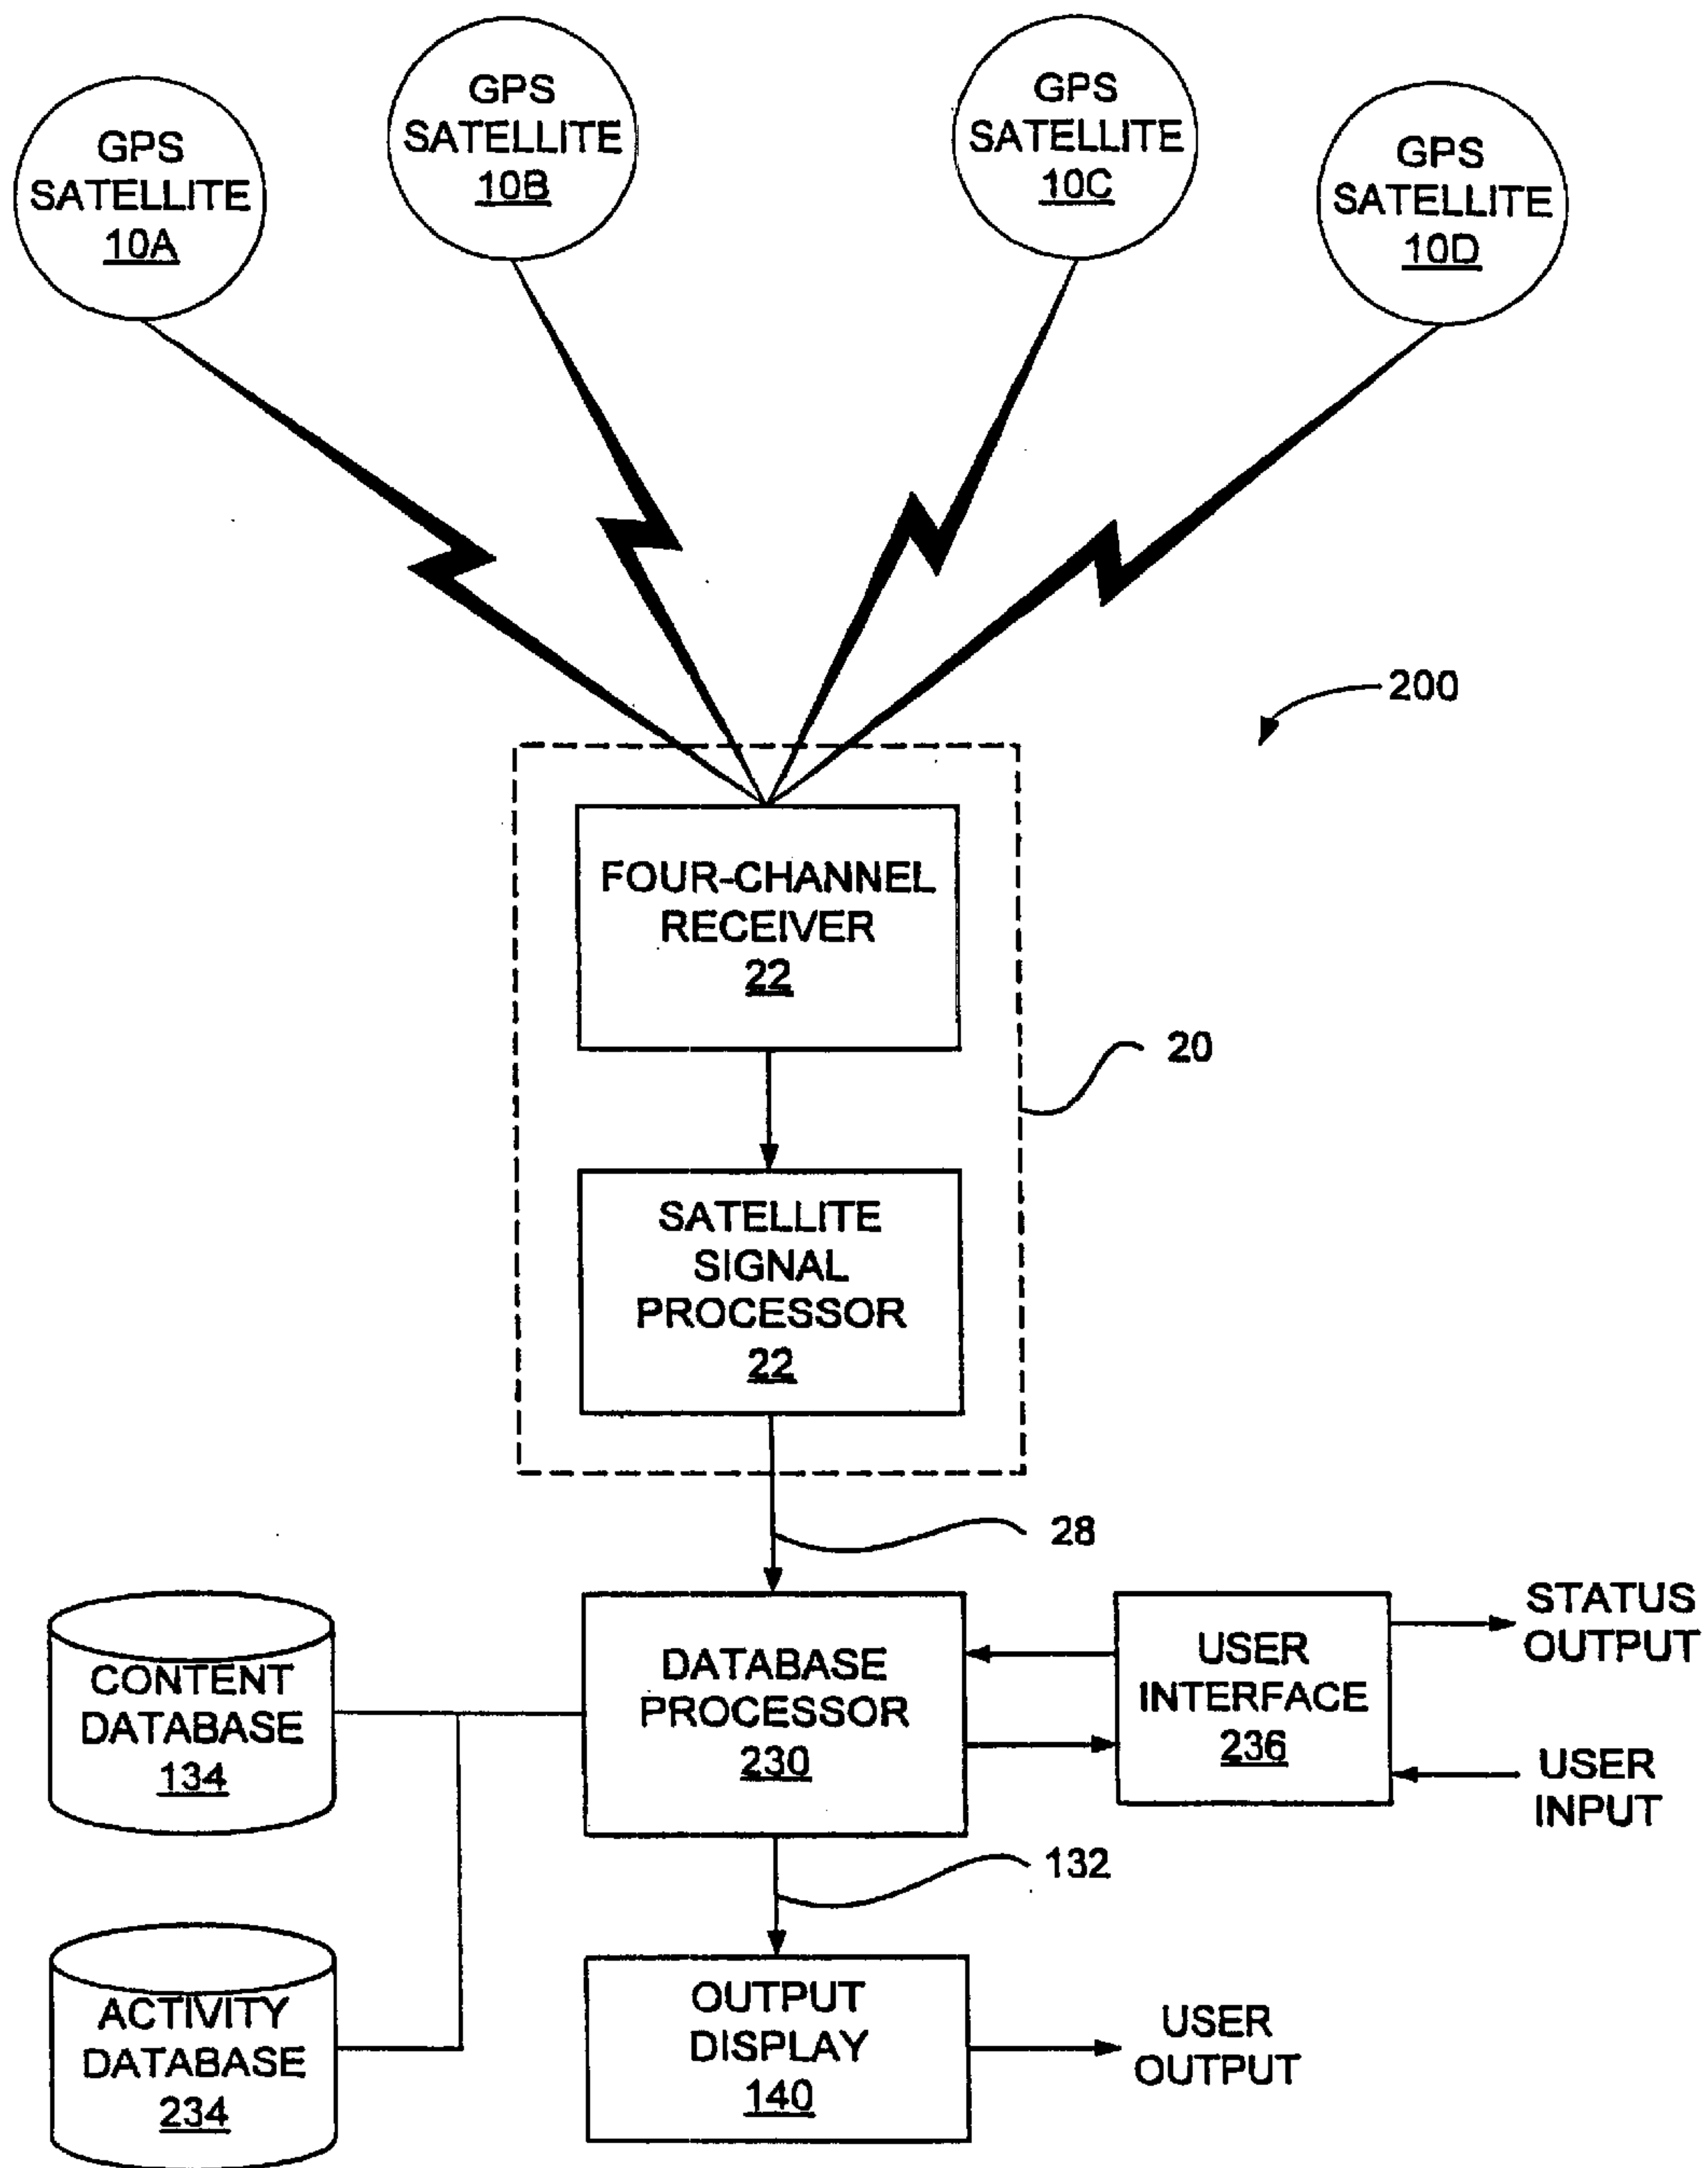 GPS
SATELLITE
10A
GPS
SATELLITE
10B
GPS
SATELLITE
10C
GPS
SATELLITE
10D
200
FOUR-CHANNEL
RECEIVER
22
20
SATELLITE
SIGNAL
PROCESSOR
22
28
CONTENT
DATABASE
134
DATABASE
PROCESSOR
230
USER
INTERFACE
236
STATUS
OUTPUT
USER
INPUT
132
ACTIVITY
DATABASE
234
OUTPUT
DISPLAY
140
USER
OUTPUT